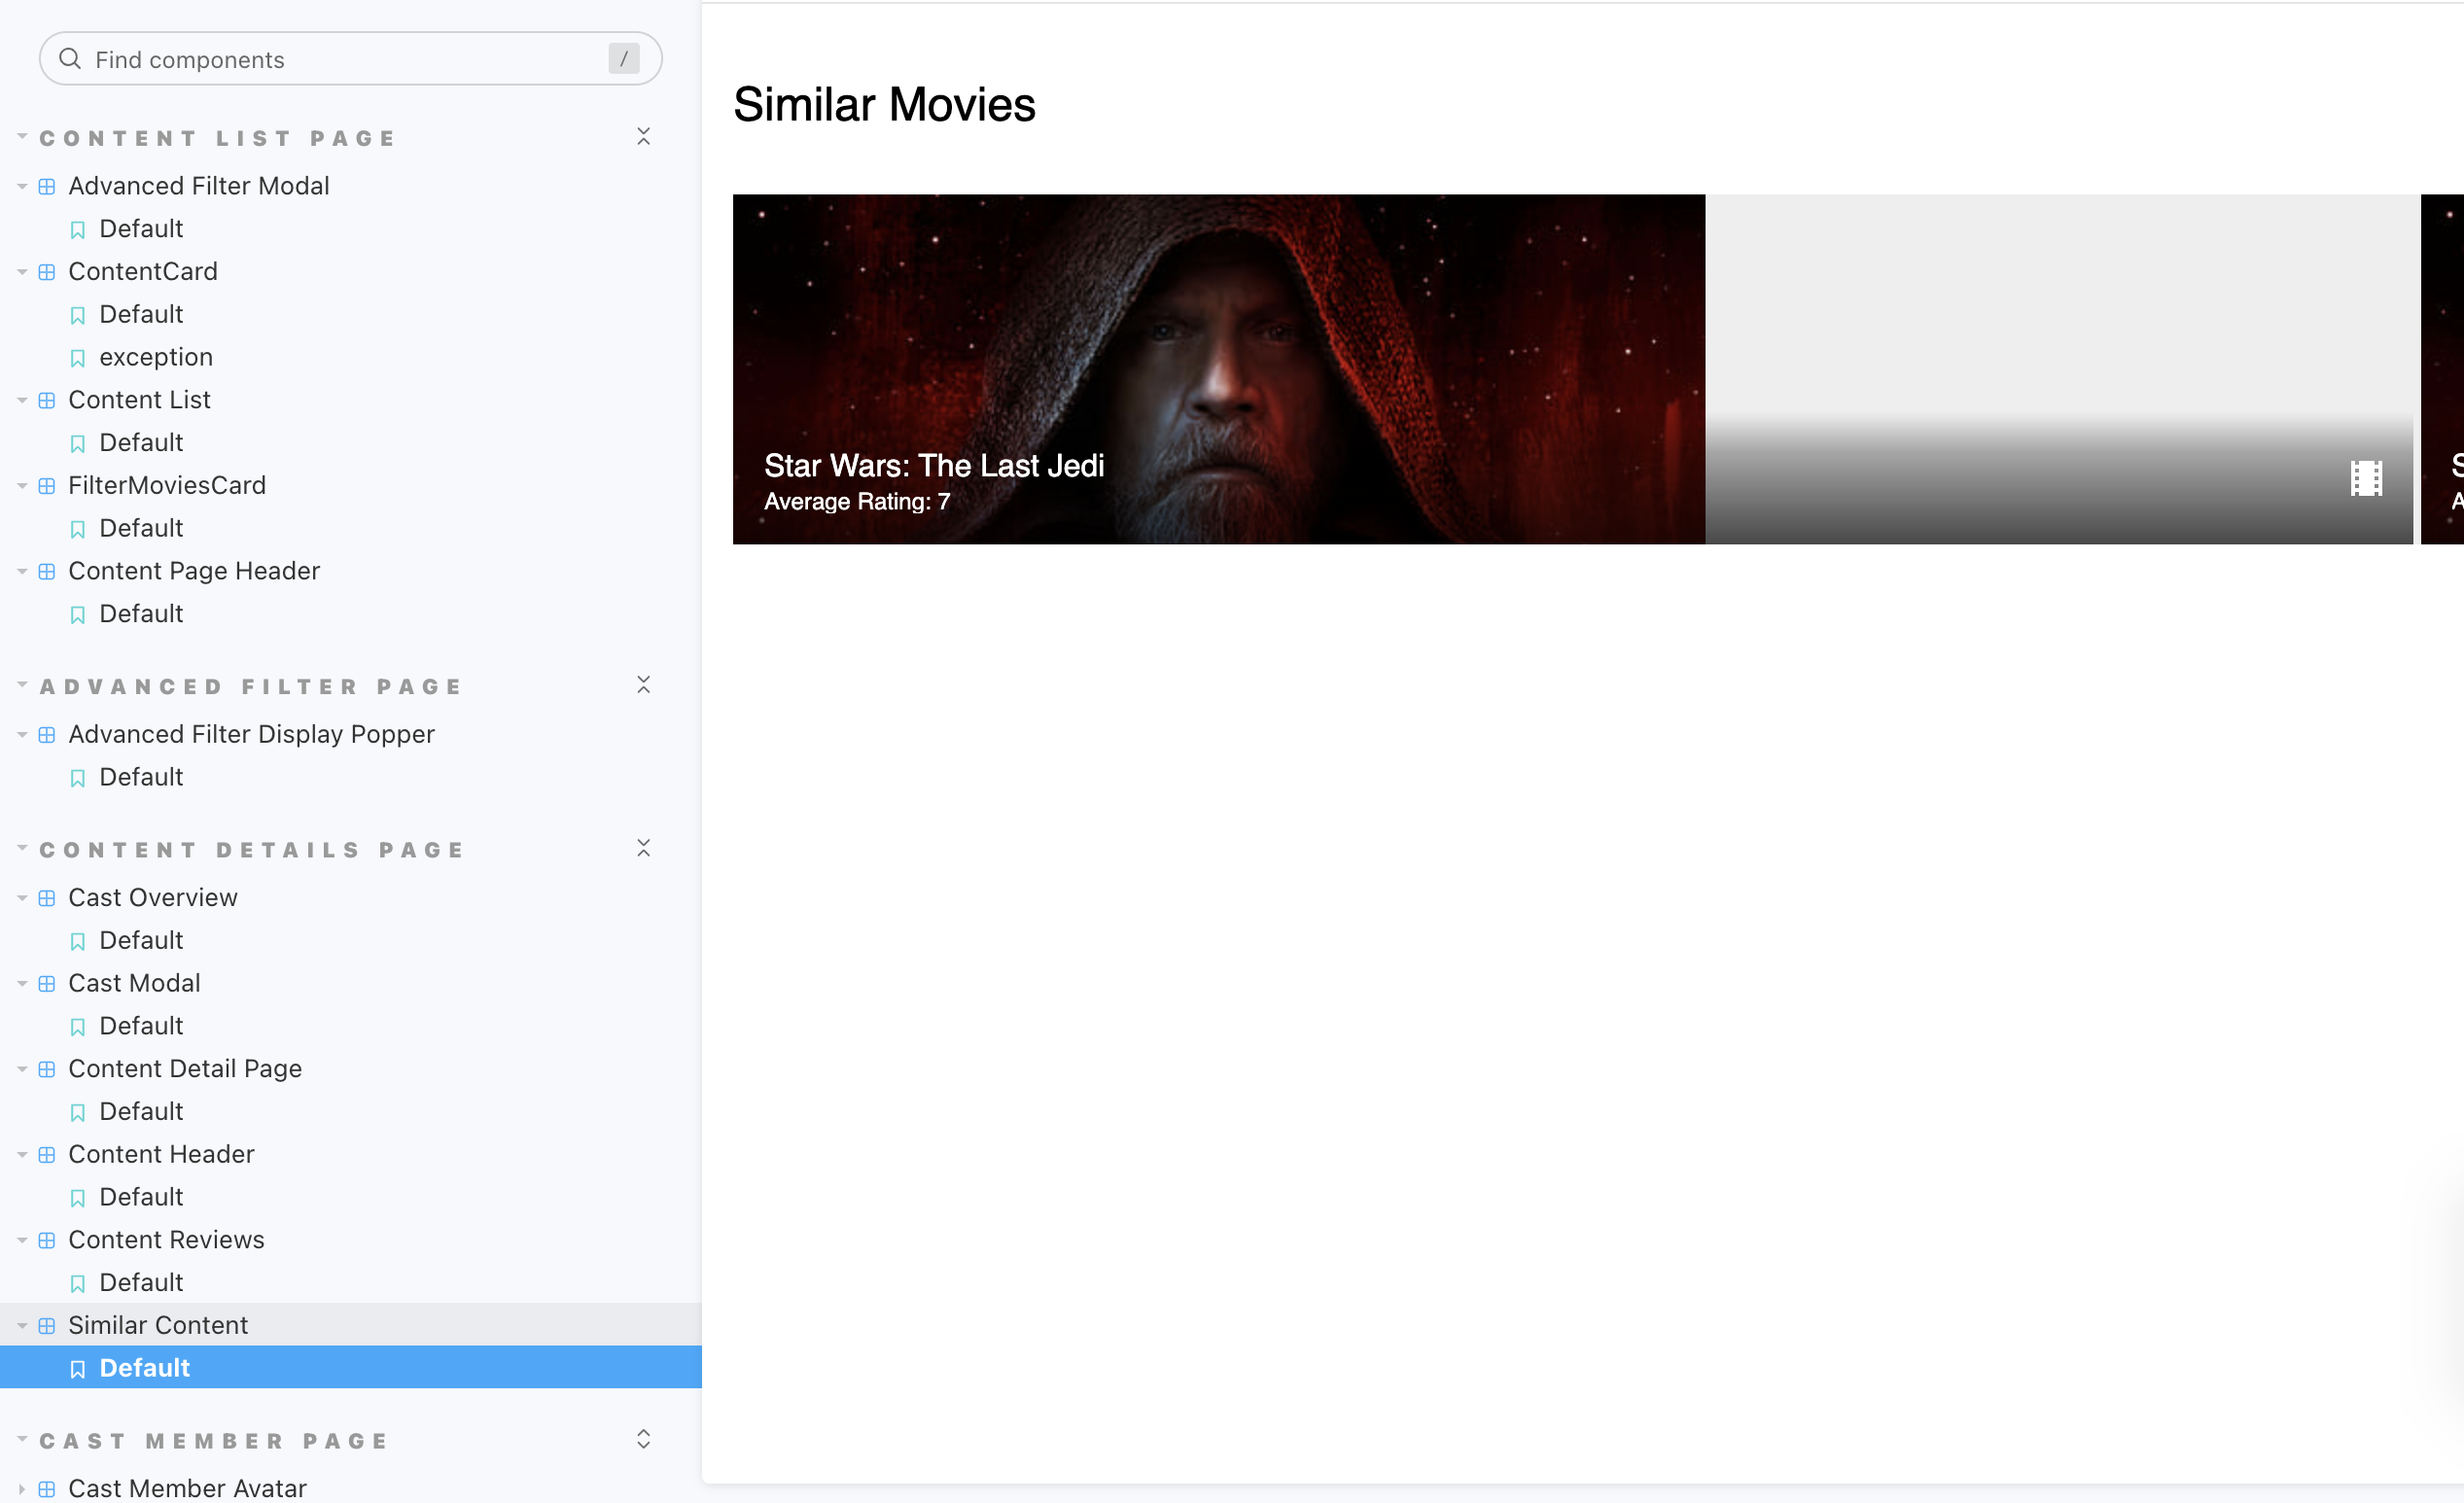 Find components /
CONTENT LIST PAGE
Advanced Filter Modal
Default
ContentCard
Default
exception
Content List
Default
FilterMoviesCard
Default
Content Page Header
Default
ADVANCED FILTER PAGE
Advanced Filter Display Popper
Default
CONTENT DETAILS PAGE
Cast Overview
Default
Cast Modal
Default
Content Detail Page
Default
Content Header
Default
Content Reviews
Default
Similar Content
Default
CAST MEMBER PAGE
Cast Member Avatar
Similar Movies
Star Wars: The Last Jedi
Average Rating: 7